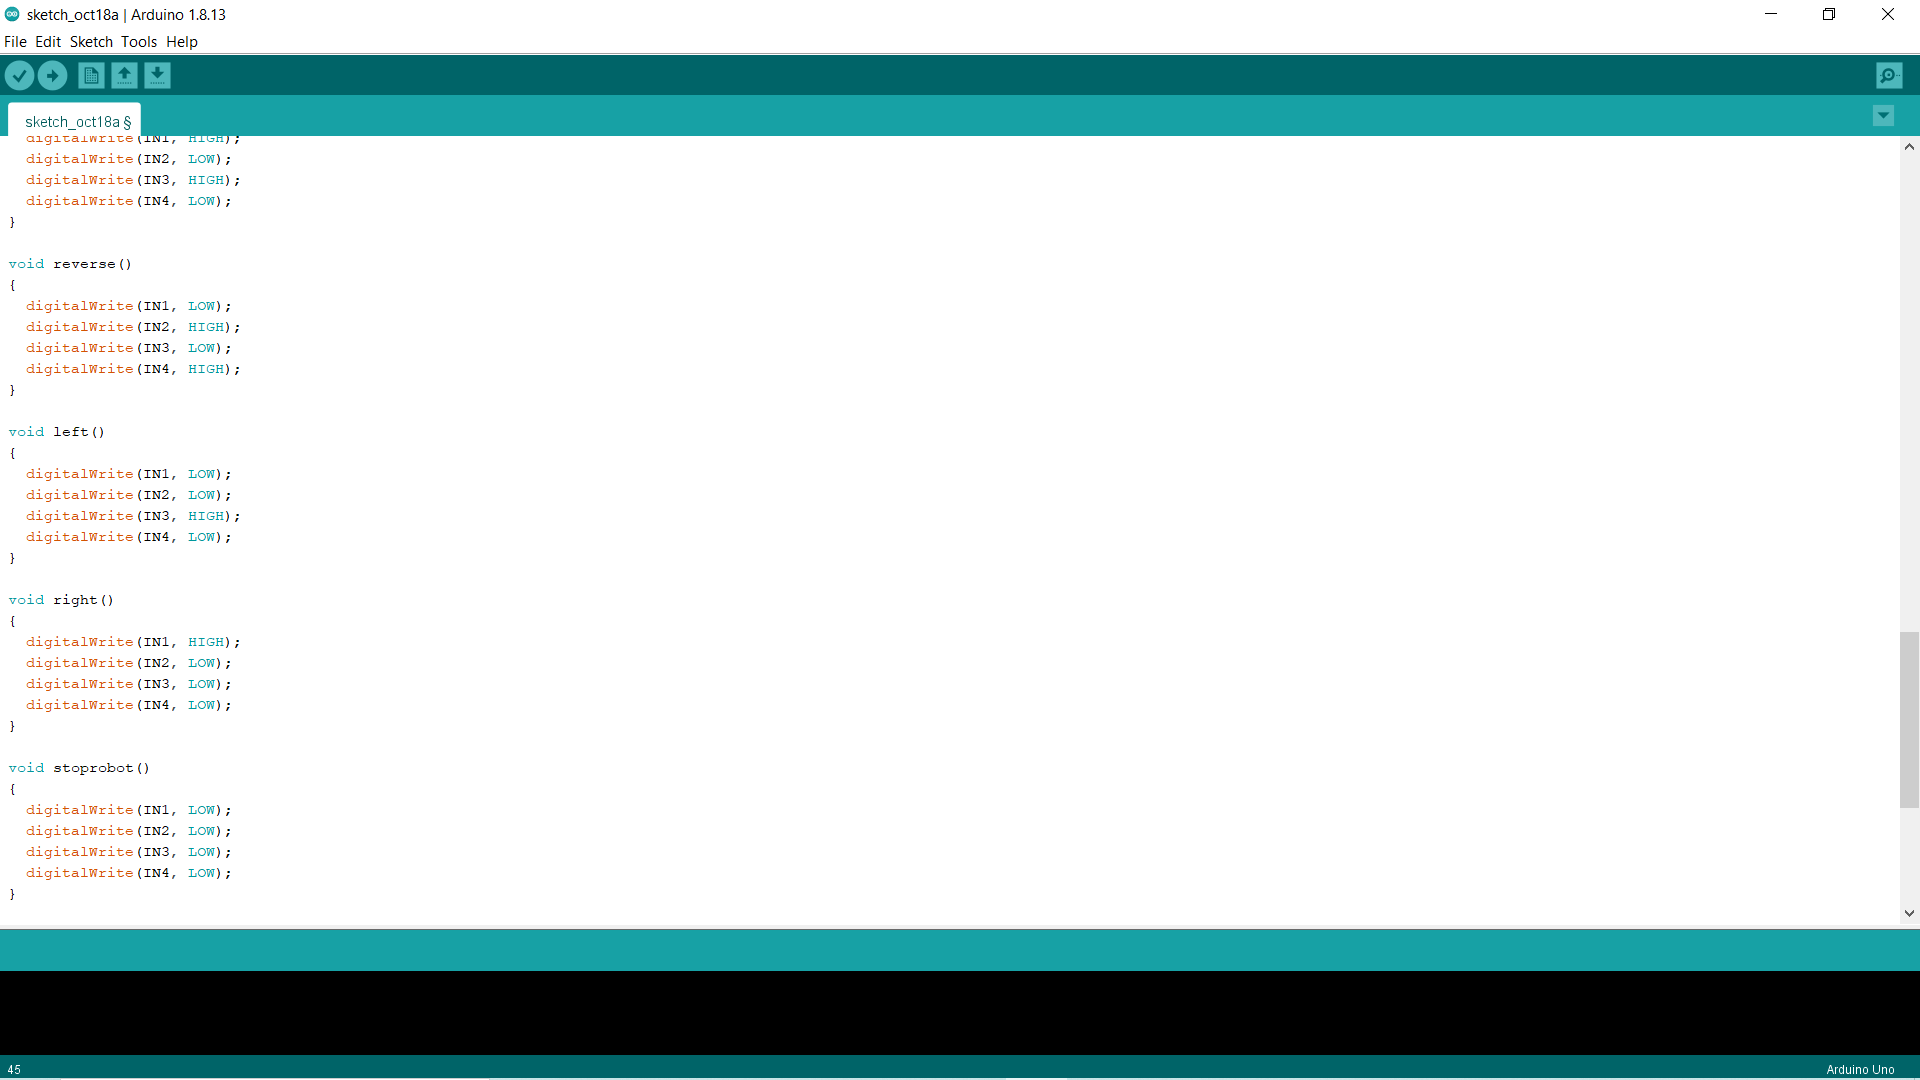 sketch_oct18a | Arduino 1.8.13
File Edit Sketch Tools Help
sketch_oct18a §
digitalWrite(IN1, HIGH);
digitalWrite(IN2, LOW);
digitalWrite(IN3, HIGH);
digitalWrite(IN4, LOW);
}
void reverse()
{
digitalWrite(IN1, LOW);
digitalWrite(IN2, HIGH);
digitalWrite(IN3, LOW);
digitalWrite(IN4, HIGH);
}
void left()
{
digitalWrite(IN1, LOW);
digitalWrite(IN2, LOW);
digitalWrite(IN3, HIGH);
digitalWrite(IN4, LOW);
}
void right()
{
digitalWrite(IN1, HIGH);
digitalWrite(IN2, LOW);
digitalWrite(IN3, LOW);
digitalWrite(IN4, LOW);
}
void stoprobot()
{
digitalWrite(IN1, LOW);
digitalWrite(IN2, LOW);
digitalWrite(IN3, LOW);
digitalWrite(IN4, LOW);
}
45
Arduino Uno